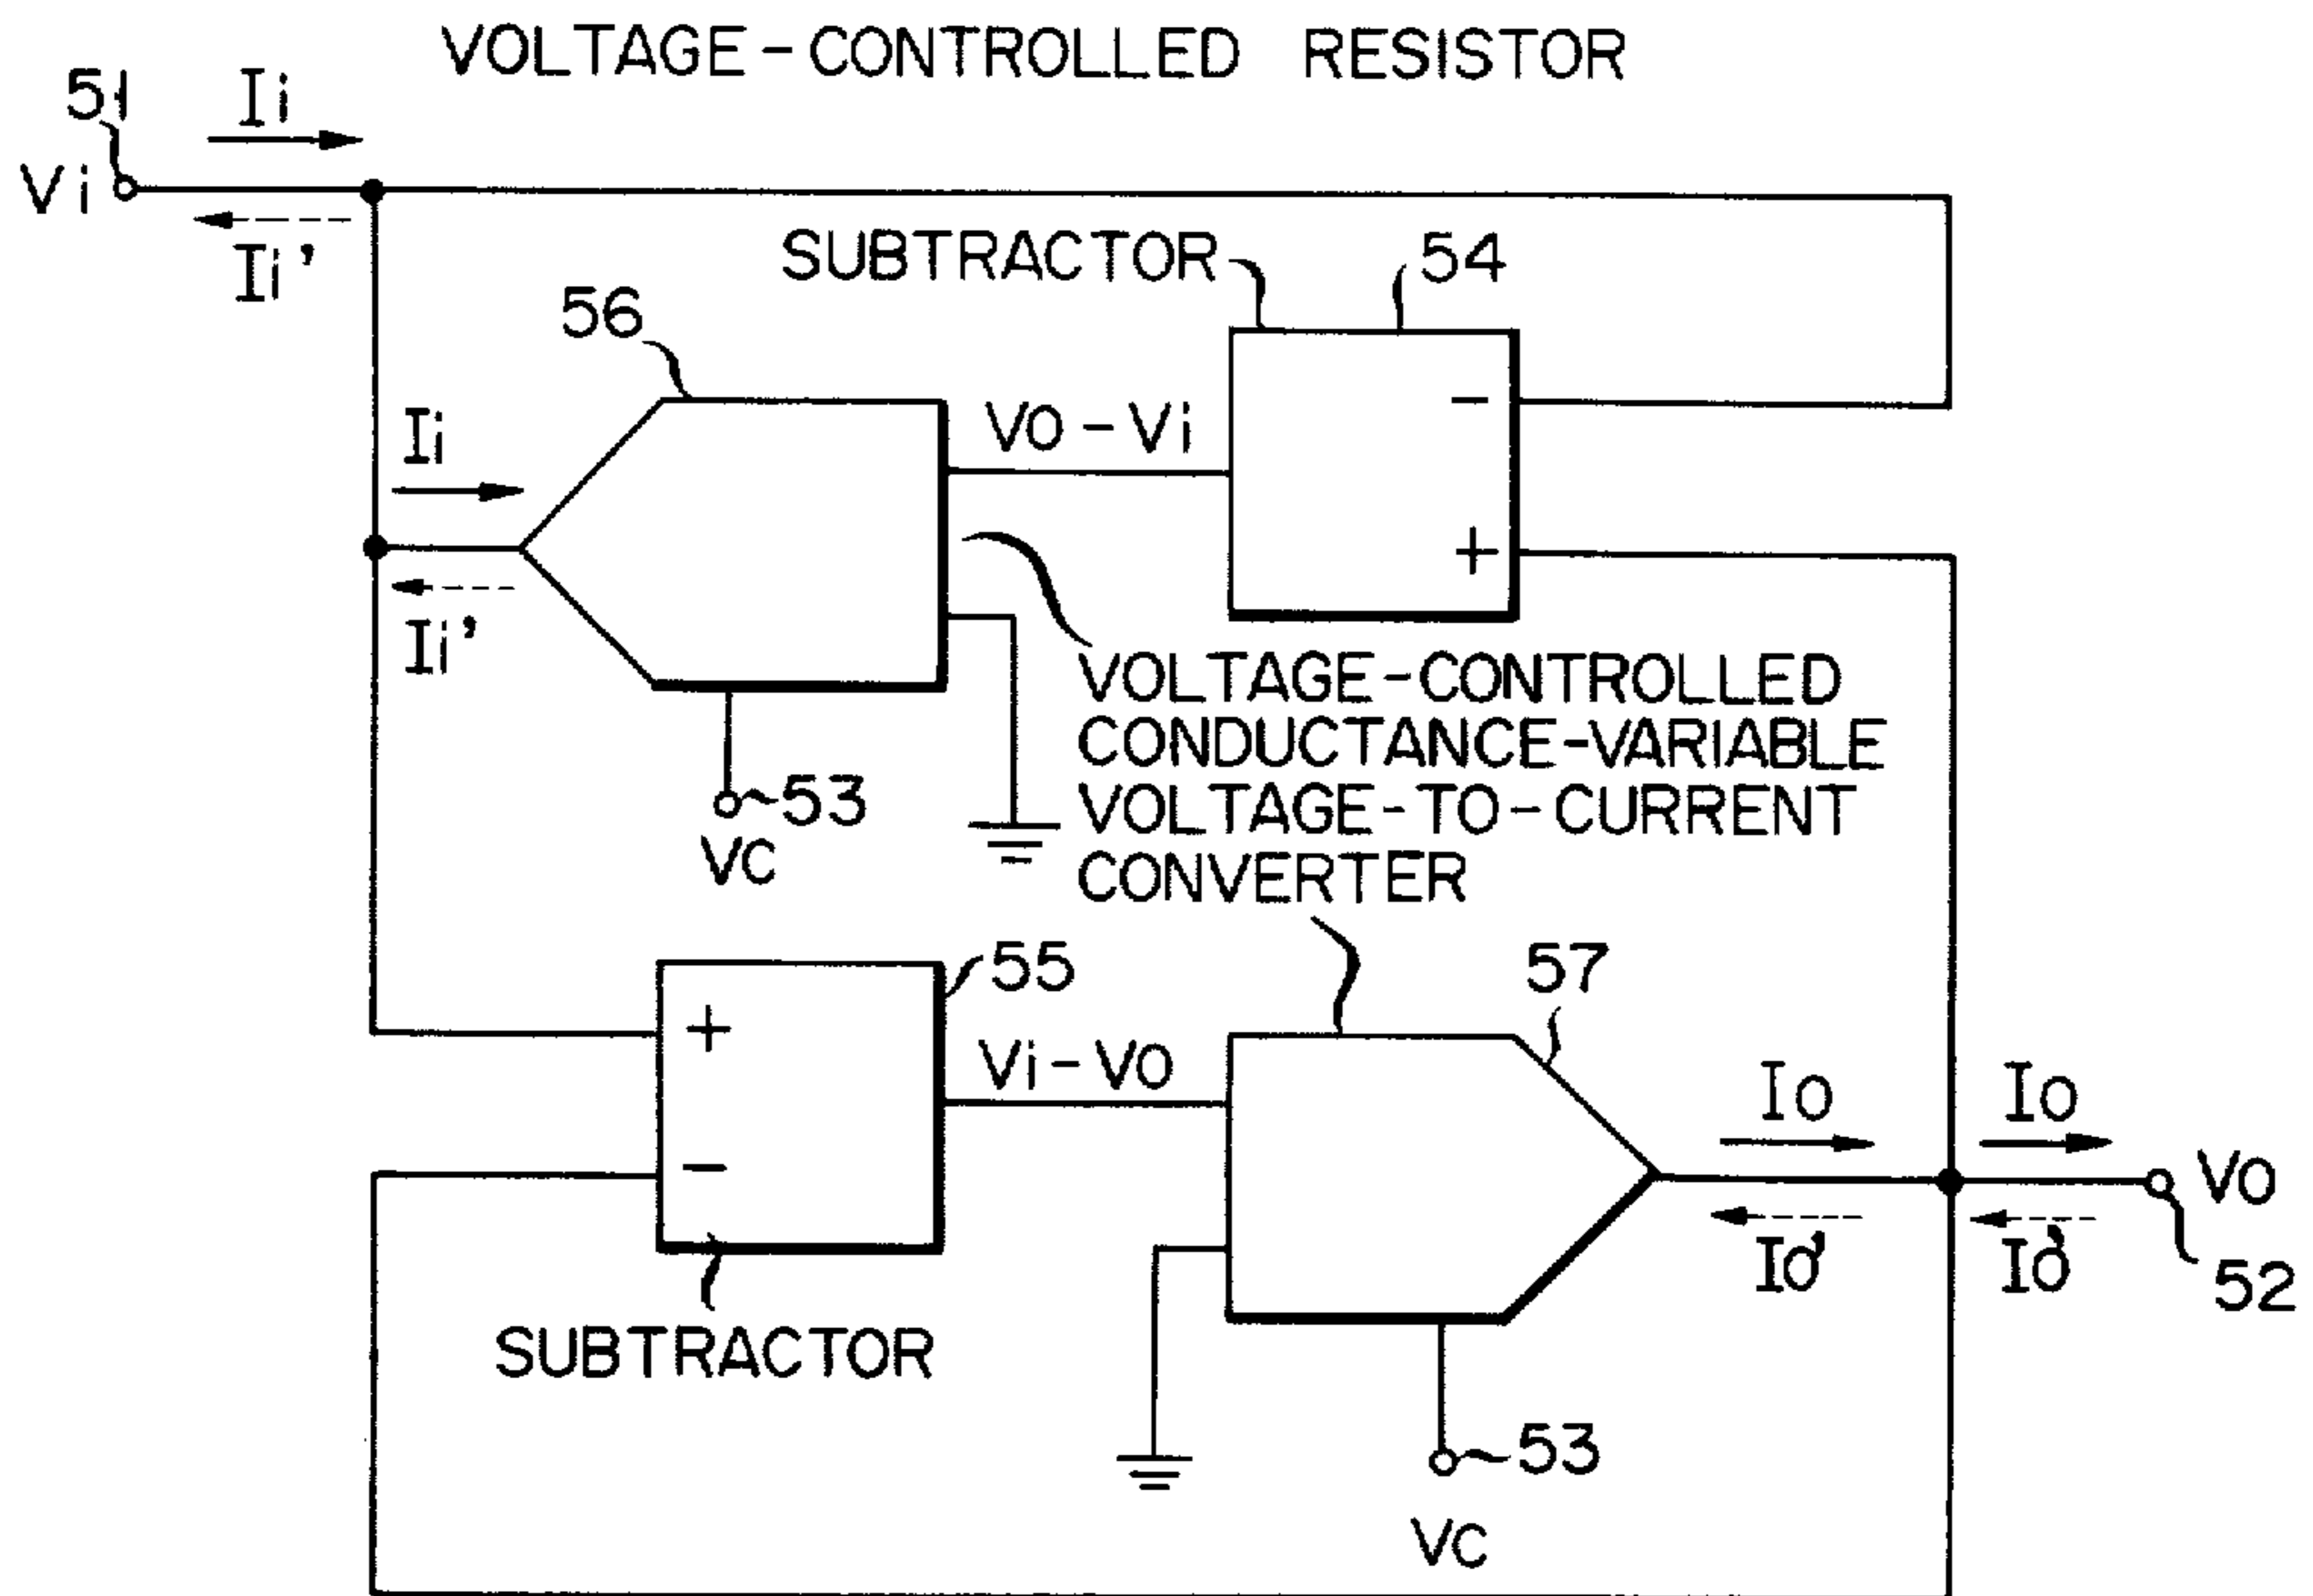 VOLTAGE-CONTROLLED RESISTOR
51
Ii
Vi
Ii'
SUBTRACTOR
54
56
-
Vo-Vi
Ii
+
Ii'
VOLTAGE-CONTROLLED
CONDUCTANCE-VARIABLE
VOLTAGE-TO-CURRENT
CONVERTER
53
VC
55
57
+
Vi-Vo
Io
Io
-
Vo
Io'
Io'
52
SUBTRACTOR
53
VC